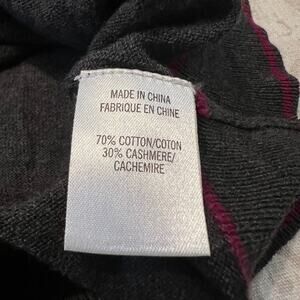 MADE IN CHINA
FABRIQUE EN CHINE
70% COTTON/COTON
30% CASHMERE/
CACHEMIRE